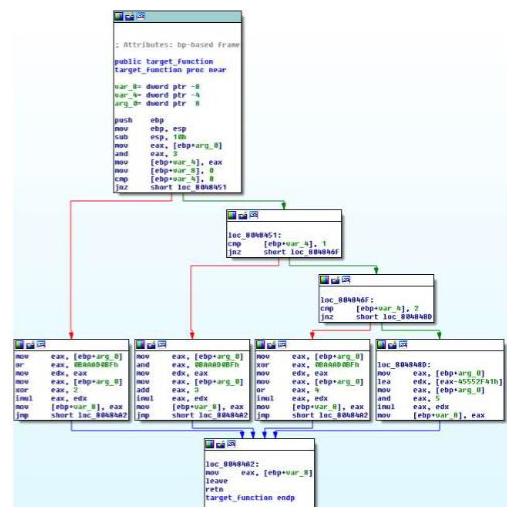 ; Attributes: bp-based frame
public target_function
target_function proc near
var_8= dword ptr -8
var_4= dword ptr -4
arg_0= dword ptr 8
push ebp
mov ebp, esp
sub esp, 10h
mov eax, [ebp+arg_0]
and eax, 3
mov [ebp+var_4], eax
mov [ebp+var_8], 0
cmp [ebp+var_4], 0
jnz short loc_8048451
loc_8048451:
cmp [ebp+var_4], 1
jnz short loc_804846F
loc_804846F:
cmp [ebp+var_4], 2
jnz short loc_804848D
mov eax, [ebp+arg_0]
or eax, 0BAAAD0BFh
mov edx, eax
mov eax, [ebp+arg_0]
xor eax, 2
imul eax, edx
mov [ebp+var_8], eax
jmp short loc_80484A2
mov eax, [ebp+arg_0]
and eax, 0BAAAD0BFh
mov edx, eax
mov eax, [ebp+arg_0]
add eax, 3
imul eax, edx
mov [ebp+var_8], eax
jmp short loc_80484A2
mov eax, [ebp+arg_0]
xor eax, 0BAAAD0BFh
mov edx, eax
mov eax, [ebp+arg_0]
or eax, 4
imul eax, edx
mov [ebp+var_8], eax
jmp short loc_80484A2
loc_804848D:
mov eax, [ebp+arg_0]
lea edx, [eax-45552F41h]
mov eax, [ebp+arg_0]
and eax, 5
imul eax, edx
mov [ebp+var_8], eax
loc_80484A2:
mov eax, [ebp+var_8]
leave
retn
target_function endp